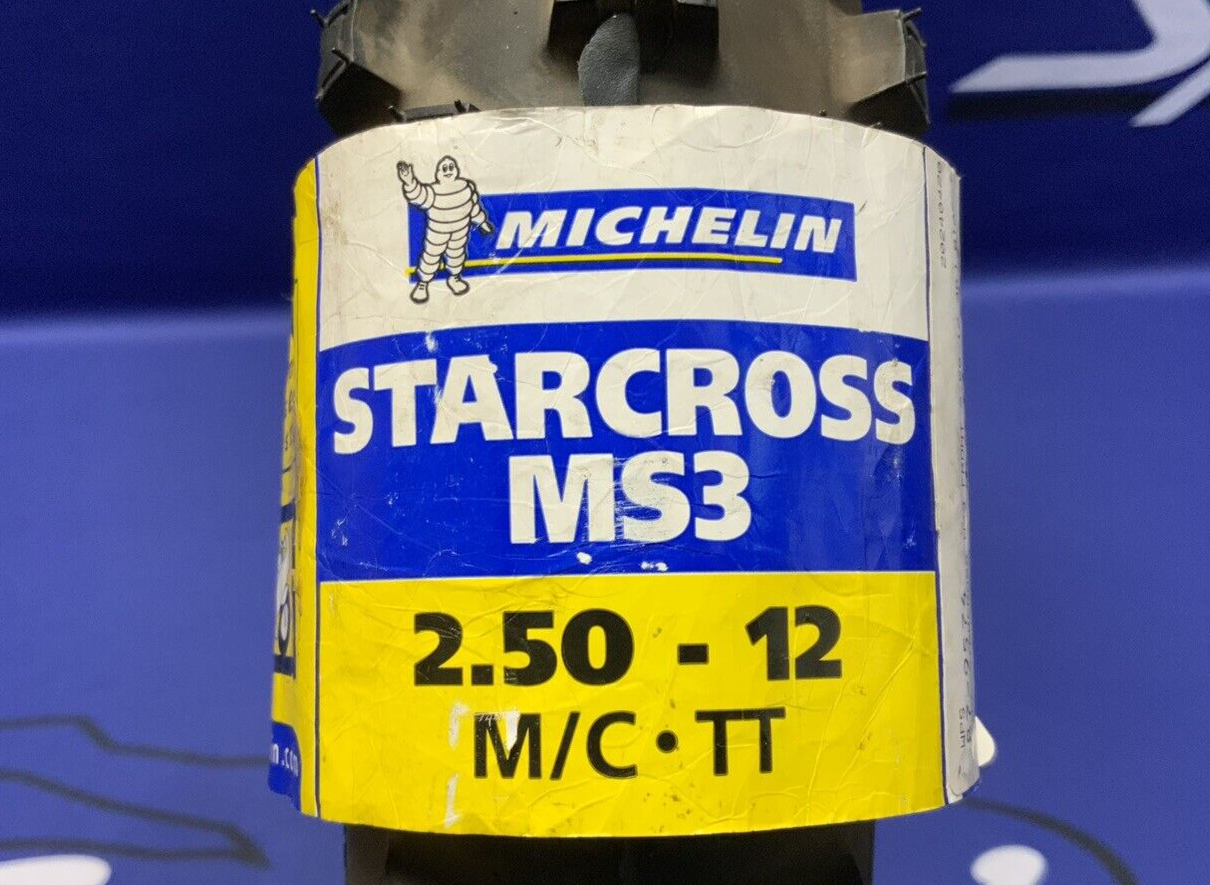 MICHELIN
STARCROSS
MS3
2.50 - 12
M/C • TT